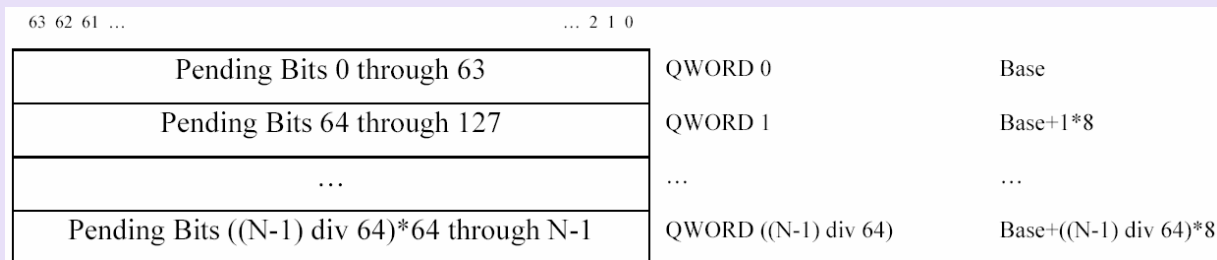 63 62 61 ... ... 2 1 0
Pending Bits 0 through 63 QWORD 0 Base
Pending Bits 64 through 127 QWORD 1 Base+1*8
... ... ...
Pending Bits ((N-1) div 64)*64 through N-1 QWORD ((N-1) div 64) Base+((N-1) div 64)*8